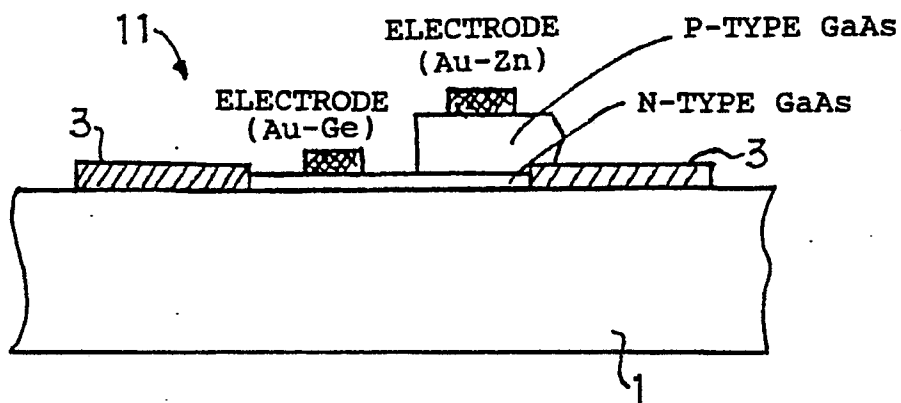 11
ELECTRODE
(Au-Zn)
P-TYPE GaAs
ELECTRODE
(Au-Ge)
N-TYPE GaAs
3
3
1